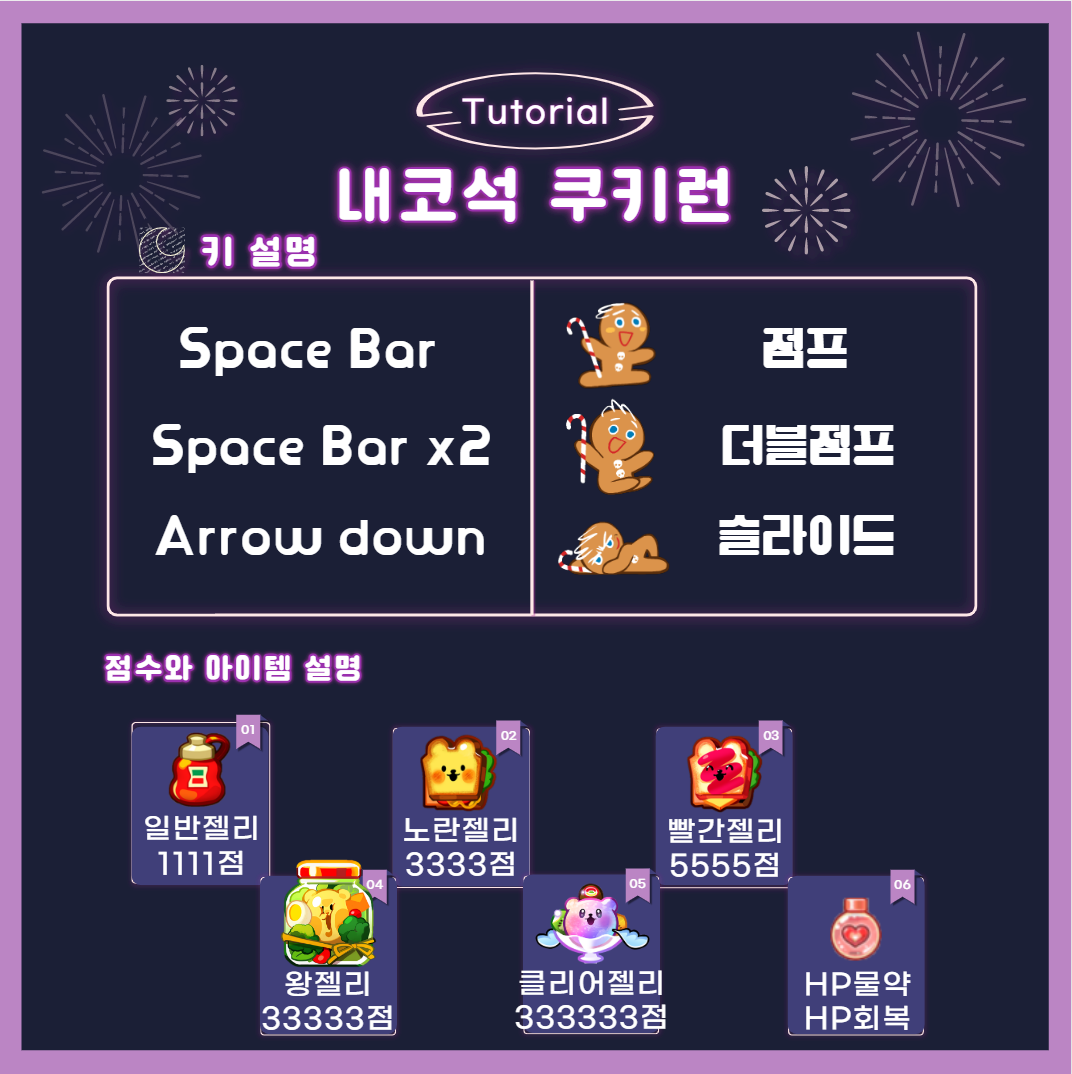 Tutorial
내코석 쿠키런
키 설명
Space Bar 점프
Space Bar x2 더블점프
Arrow down 슬라이드
점수와 아이템 설명
01
일반젤리
1111점
02
노란젤리
3333점
03
빨간젤리
5555점
04
왕젤리
33333점
05
클리어젤리
333333점
06
HP물약
HP회복